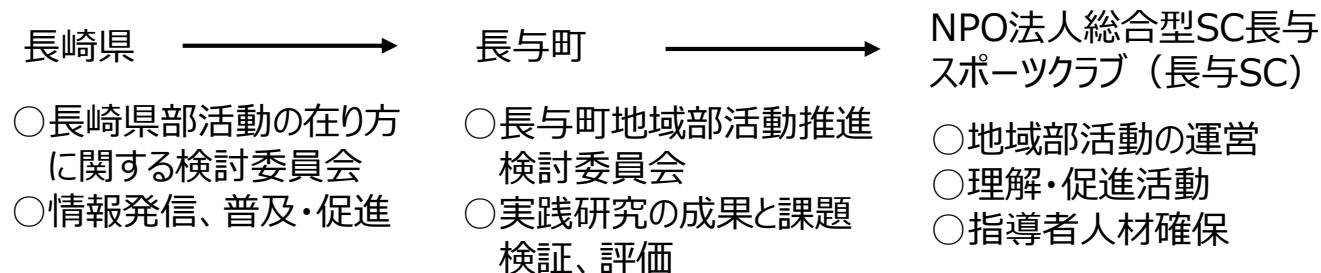 長崎県
○長崎県部活動の在り方
に関する検討委員会
○情報発信、普及・促進
長与町
○長与町地域部活動推進
検討委員会
○実践研究の成果と課題
検証、評価
NPO法人総合型SC長与
スポーツクラブ（長与SC）
○地域部活動の運営
○理解・促進活動
○指導者人材確保